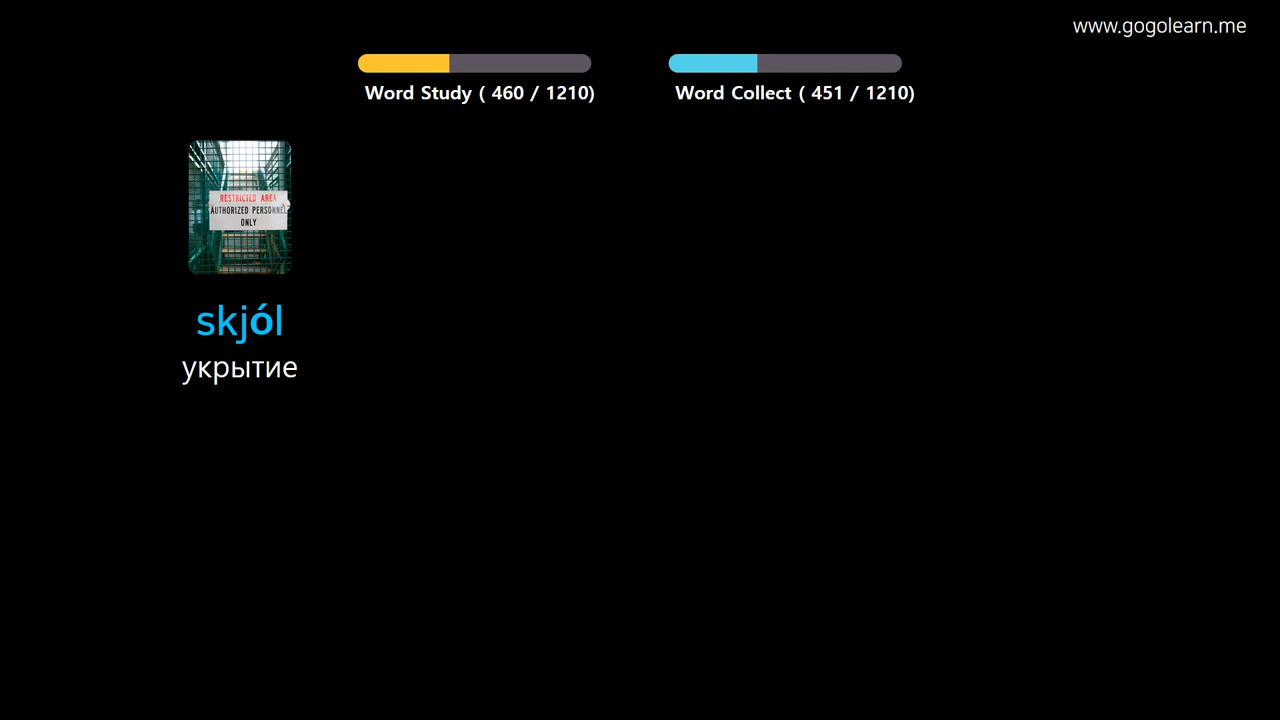 www.gogolearn.me
Word Study ( 460 / 1210)
Word Collect ( 451 / 1210)
RESTRICTED AREA
AUTHORIZED PERSONNEL
ONLY
skjól
укрытие